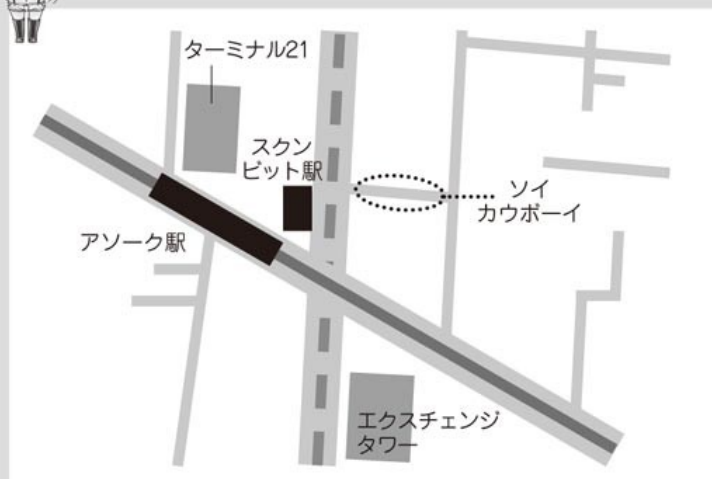 ターミナル21
スクン
ビット駅
ソイ
カウボーイ
アソーク駅
エクスチェンジ
タワー